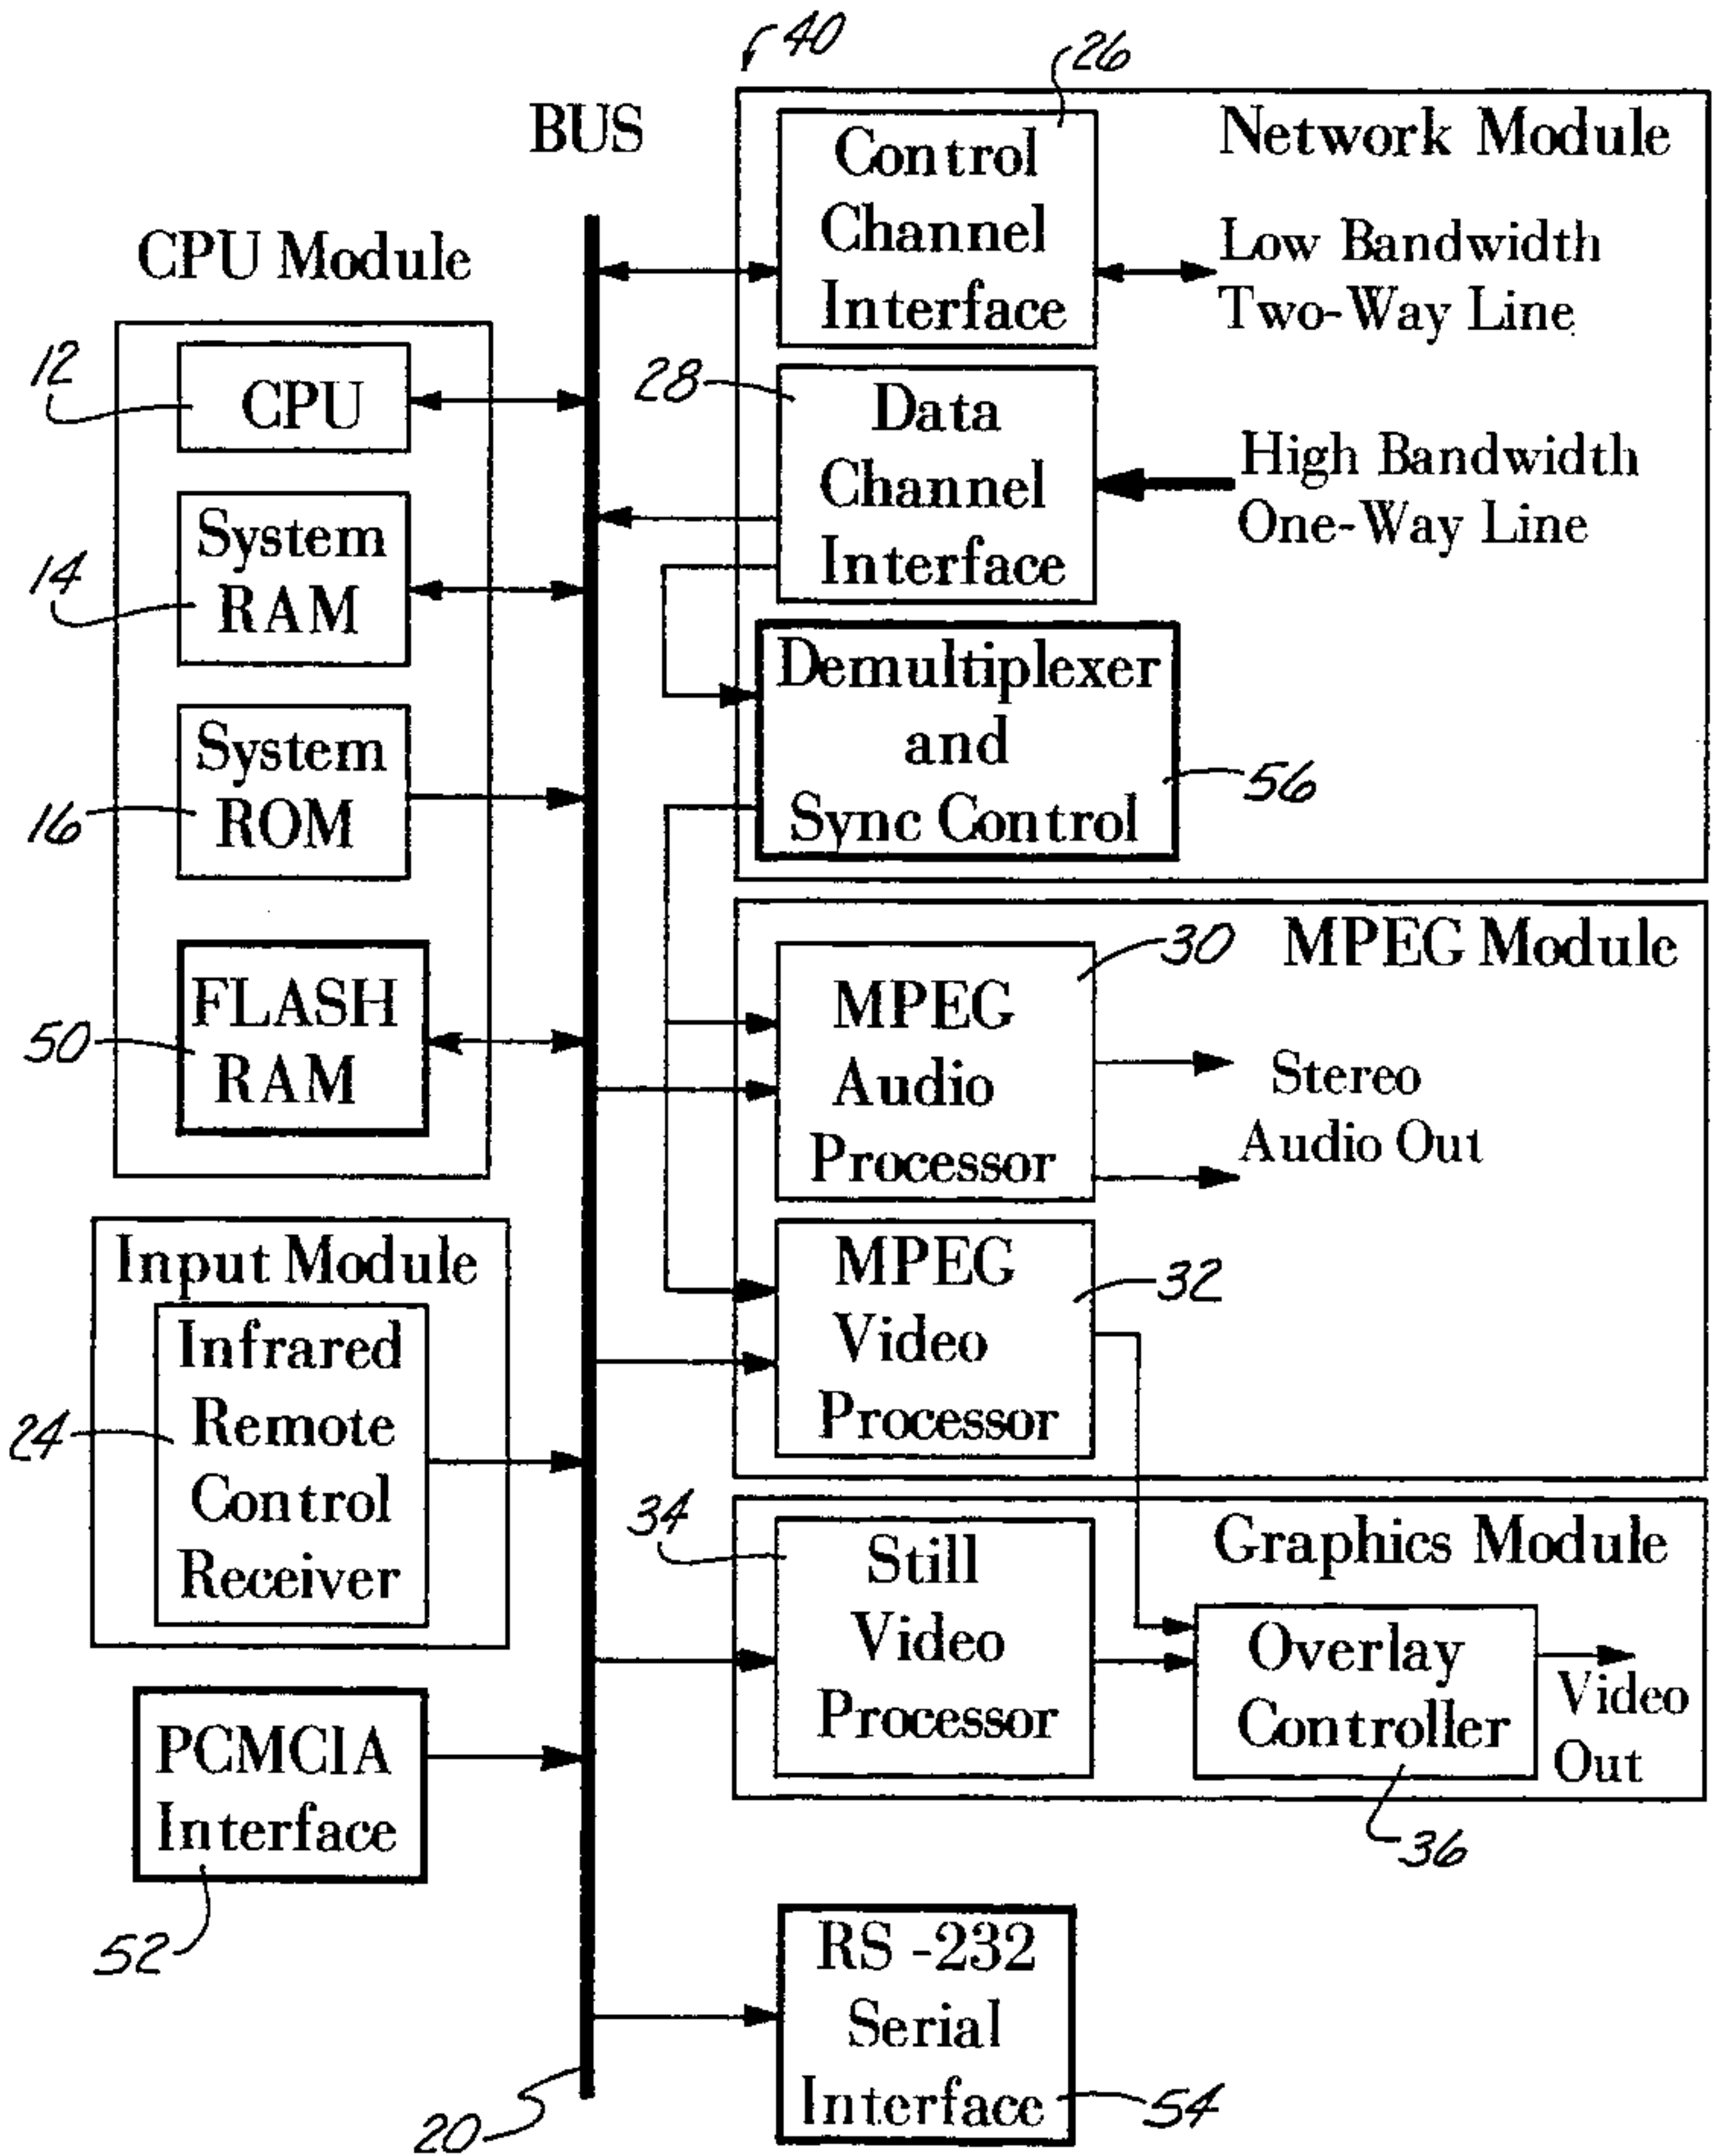 40
26
BUS
Network Module
Control
Channel
Interface
Low Bandwidth
Two-Way Line
CPU Module
12
CPU
28
Data
Channel
Interface
High Bandwidth
One-Way Line
14
System
RAM
Demultiplexer
and
Sync Control
56
16
System
ROM
30
MPEG Module
MPEG
Audio
Processor
Stereo
Audio Out
50
FLASH
RAM
Input Module
Infrared
Remote
Control
Receiver
24
MPEG
Video
Processor
32
34
Still
Video
Processor
Graphics Module
Overlay
Controller
Video
Out
36
PCMCIA
Interface
52
RS -232
Serial
Interface
54
20